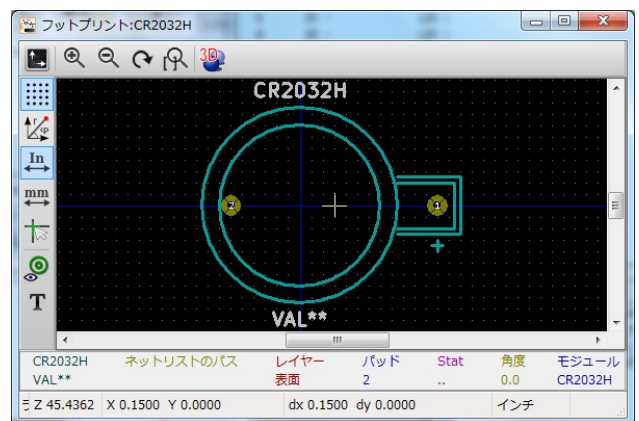 フットプリント:CR2032H
3D
In
mm
T
CR2032H
2
1
+
VAL**
CR2032H ネットリストのパス レイヤー パッド Stat 角度 モジュール
VAL** 表面 2 .. 0.0 CR2032H
Z 45.4362 X 0.1500 Y 0.0000 dx 0.1500 dy 0.0000 インチ